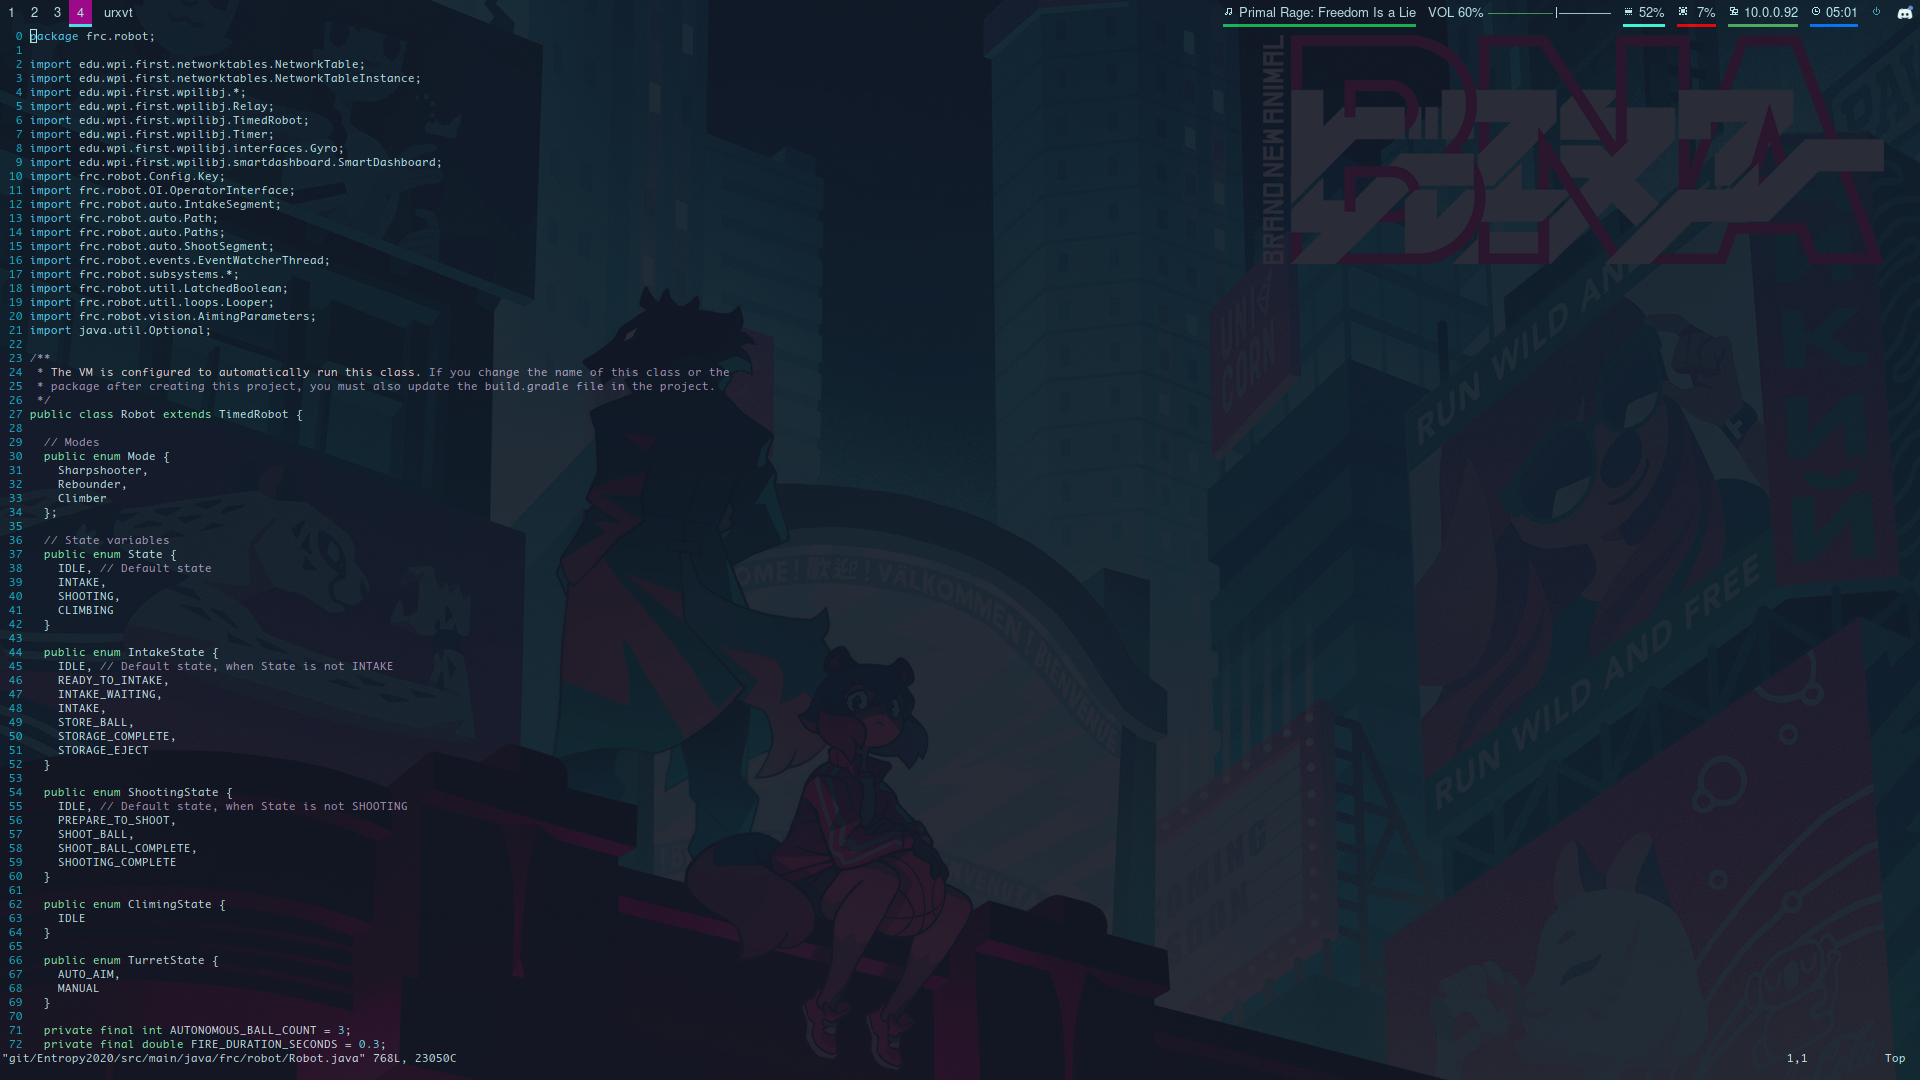 1 2 3 4 urxvt
Primal Rage: Freedom Is a Lie VOL 60% 52% 7% 10.0.0.92 05:01
0 package frc.robot;
1
2 import edu.wpi.first.networktables.NetworkTable;
3 import edu.wpi.first.networktables.NetworkTableInstance;
4 import edu.wpi.first.wpilibj.*;
5 import edu.wpi.first.wpilibj.Relay;
6 import edu.wpi.first.wpilibj.TimedRobot;
7 import edu.wpi.first.wpilibj.Timer;
8 import edu.wpi.first.wpilibj.interfaces.Gyro;
9 import edu.wpi.first.wpilibj.smartdashboard.SmartDashboard;
10 import frc.robot.Config.Key;
11 import frc.robot.OI.OperatorInterface;
12 import frc.robot.auto.IntakeSegment;
13 import frc.robot.auto.Path;
14 import frc.robot.auto.Paths;
15 import frc.robot.auto.ShootSegment;
16 import frc.robot.events.EventWatcherThread;
17 import frc.robot.subsystems.*;
18 import frc.robot.util.LatchedBoolean;
19 import frc.robot.util.loops.Looper;
20 import frc.robot.vision.AimingParameters;
21 import java.util.Optional;
22
23 /**
24  * The VM is configured to automatically run this class. If you change the name of this class or the
25  * package after creating this project, you must also update the build.gradle file in the project.
26  */
27 public class Robot extends TimedRobot {
28
29   // Modes
30   public enum Mode {
31     Sharpshooter,
32     Rebounder,
33     Climber
34   };
35
36   // State variables
37   public enum State {
38     IDLE, // Default state
39     INTAKE,
40     SHOOTING,
41     CLIMBING
42   }
43
44   public enum IntakeState {
45     IDLE, // Default state, when State is not INTAKE
46     READY_TO_INTAKE,
47     INTAKE_WAITING,
48     INTAKE,
49     STORE_BALL,
50     STORAGE_COMPLETE,
51     STORAGE_EJECT
52   }
53
54   public enum ShootingState {
55     IDLE, // Default state, when State is not SHOOTING
56     PREPARE_TO_SHOOT,
57     SHOOT_BALL,
58     SHOOT_BALL_COMPLETE,
59     SHOOTING_COMPLETE
60   }
61
62   public enum ClimingState {
63     IDLE
64   }
65
66   public enum TurretState {
67     AUTO_AIM,
68     MANUAL
69   }
70
71   private final int AUTONOMOUS_BALL_COUNT = 3;
72   private final double FIRE_DURATION_SECONDS = 0.3;
"git/Entropy2020/src/main/java/frc/robot/Robot.java" 768L, 23050C
1,1
Top
BRAND NEW ANIMAL
BNA
UNI
CORN
RUN WILD AN
RUN WILD AND FREE
КИЙ
OME! 歓迎! VÄLKOMMEN! BIENVENUE
OMING
SOON